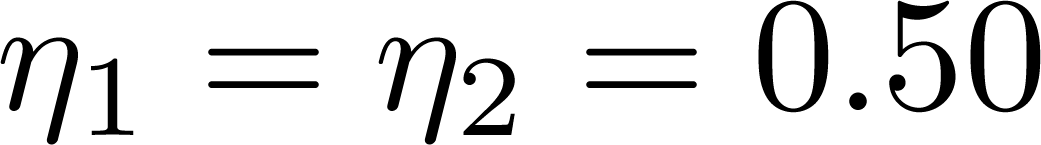 η₁ = η₂ = 0.50